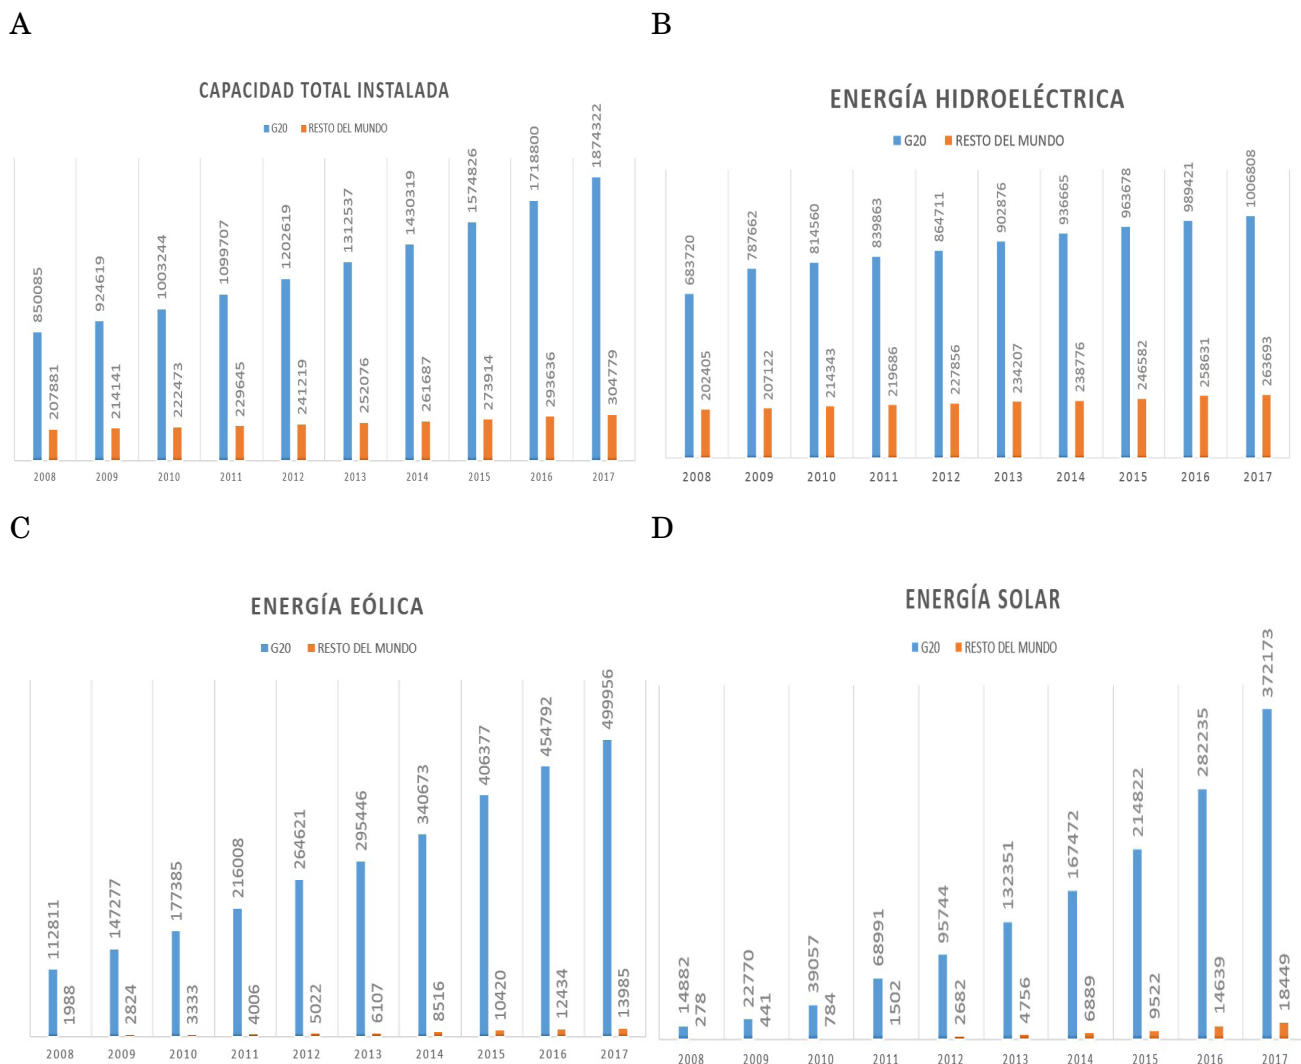 A
CAPACIDAD TOTAL INSTALADA
G20 RESTO DEL MUNDO
850085 207881 924619 214141 1003244 222473 1099707 229645 1202619 241219 1312537 252076 1430319 261687 1574826 273914 1718800 293636 1874322 304779
2008 2009 2010 2011 2012 2013 2014 2015 2016 2017
B
ENERGÍA HIDROELÉCTRICA
G20 RESTO DEL MUNDO
683720 202405 787662 207122 814560 214343 839863 219686 864711 227856 902876 234207 936665 238776 963678 246582 989421 258631 1006808 263693
2008 2009 2010 2011 2012 2013 2014 2015 2016 2017
C
ENERGÍA EÓLICA
G20 RESTO DEL MUNDO
112811 1988 147277 2824 177385 3333 216008 4006 264621 5022 295446 6107 340673 8516 406377 10420 454792 12434 499956 13985
2008 2009 2010 2011 2012 2013 2014 2015 2016 2017
D
ENERGÍA SOLAR
G20 RESTO DEL MUNDO
14882 278 22770 441 39057 784 68991 1502 95744 2682 132351 4756 167472 6889 214822 9522 282235 14639 372173 18449
2008 2009 2010 2011 2012 2013 2014 2015 2016 2017